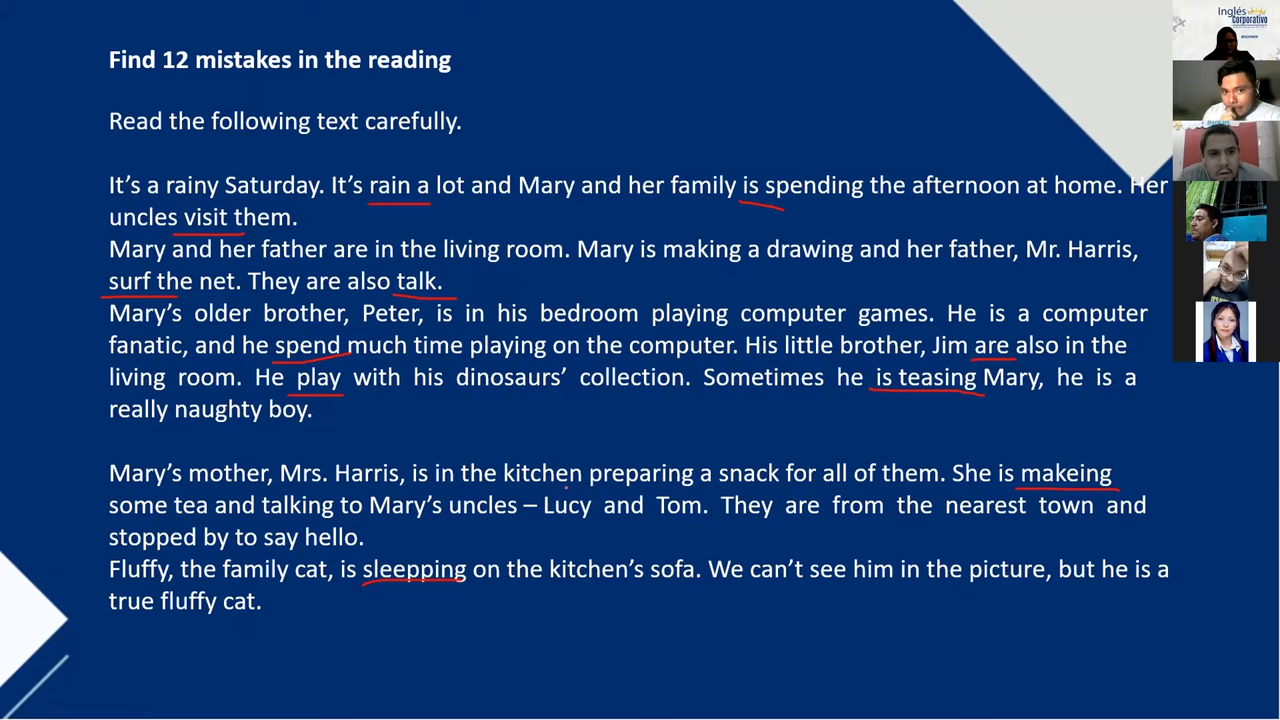 Find 12 mistakes in the reading
Read the following text carefully.
It's a rainy Saturday. It's rain a lot and Mary and her family is spending the afternoon at home. Her
uncles visit them.
Mary and her father are in the living room. Mary is making a drawing and her father, Mr. Harris,
surf the net. They are also talk.
Mary's older brother, Peter, is in his bedroom playing computer games. He is a computer
fanatic, and he spend much time playing on the computer. His little brother, Jim are also in the
living room. He play with his dinosaurs' collection. Sometimes he is teasing Mary, he is a
really naughty boy.
Mary's mother, Mrs. Harris, is in the kitchen preparing a snack for all of them. She is makeing
some tea and talking to Mary's uncles – Lucy and Tom. They are from the nearest town and
stopped by to say hello.
Fluffy, the family cat, is sleepping on the kitchen's sofa. We can't see him in the picture, but he is a
true fluffy cat.
Inglés
Corporativo